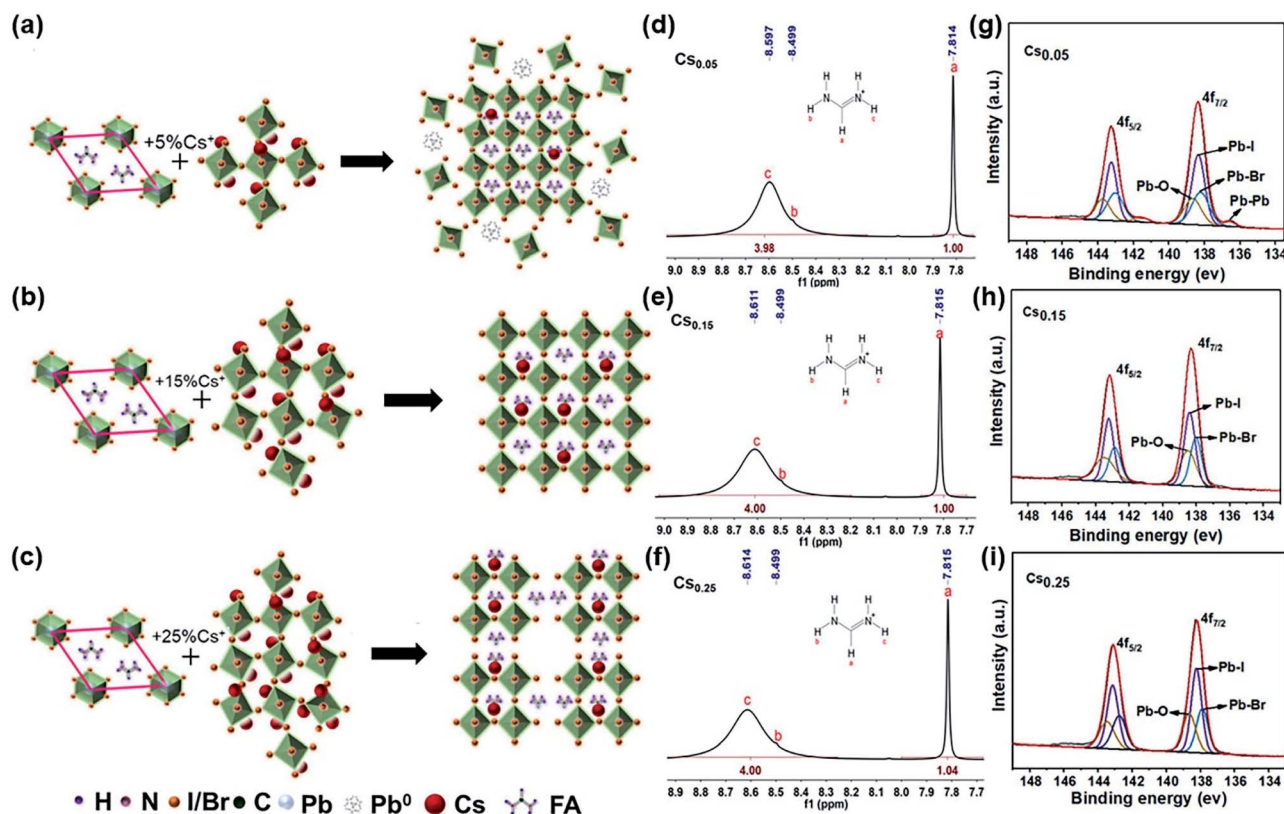 (a)
+5%Cs⁺
+
(b)
+15%Cs⁺
+
(c)
+25%Cs⁺
+
H N I/Br C Pb Pb⁰ Cs FA
(d)
Cs0.05
-8.597
-8.499
-7.814
a
H H
H N N⁺ H
b H c
a
c
b
3.98 1.00
9.0 8.9 8.8 8.7 8.6 8.5 8.4 8.3 8.2 8.1 8.0 7.9 7.8
f1 (ppm)
(e)
Cs0.15
-8.611
-8.499
-7.815
a
H H
H N N⁺ H
b H c
a
c
b
4.00 1.00
9.0 8.9 8.8 8.7 8.6 8.5 8.4 8.3 8.2 8.1 8.0 7.9 7.8 7.7
f1 (ppm)
(f)
Cs0.25
-8.614
-8.499
-7.815
a
H H
H N N⁺ H
b H c
a
c
b
4.00 1.04
8.9 8.8 8.7 8.6 8.5 8.4 8.3 8.2 8.1 8.0 7.9 7.8 7.7
f1 (ppm)
(g)
Cs0.05
4f7/2
4f5/2
Pb-I
Pb-O
Pb-Br
Pb-Pb
Intensity (a.u.)
148 146 144 142 140 138 136 134
Binding energy (ev)
(h)
Cs0.15
4f7/2
4f5/2
Pb-I
Pb-O
Pb-Br
Intensity (a.u.)
148 146 144 142 140 138 136 134
Binding energy (ev)
(i)
Cs0.25
4f7/2
4f5/2
Pb-I
Pb-O
Pb-Br
Intensity (a.u.)
148 146 144 142 140 138 136 134
Binding energy (ev)